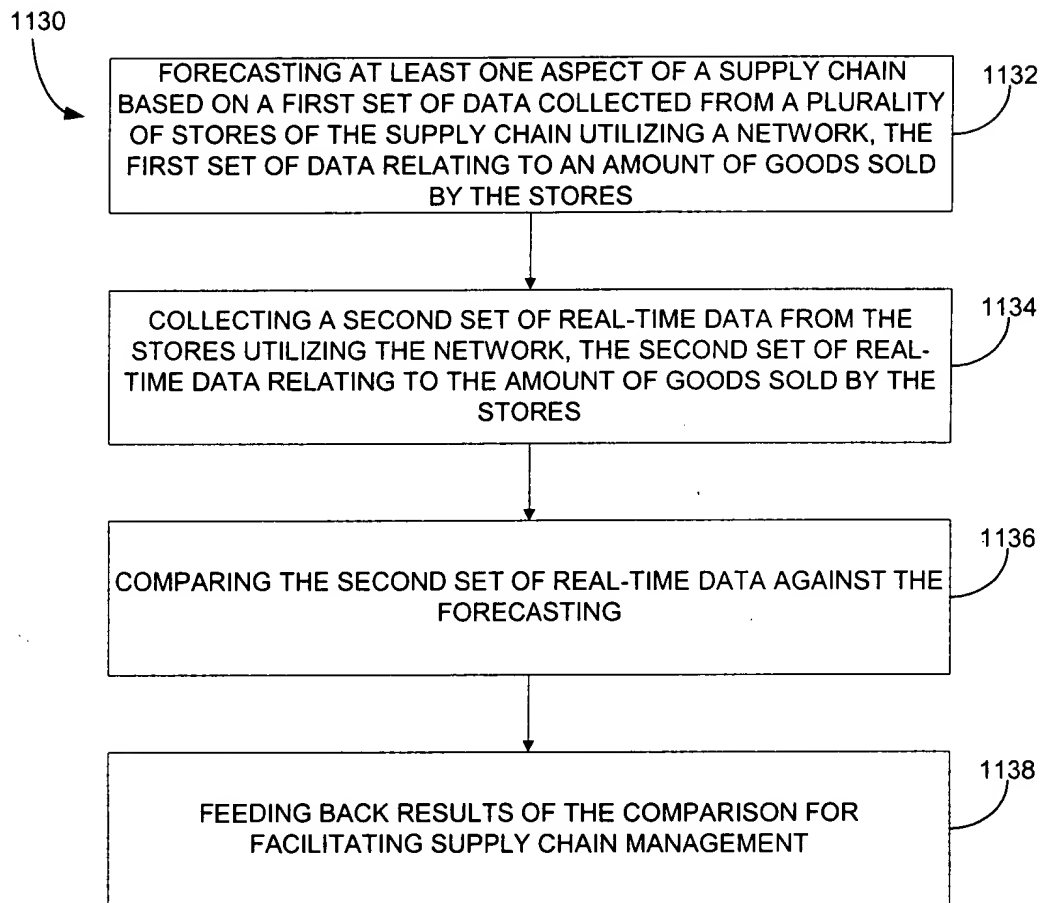 1130
FORECASTING AT LEAST ONE ASPECT OF A SUPPLY CHAIN
BASED ON A FIRST SET OF DATA COLLECTED FROM A PLURALITY
OF STORES OF THE SUPPLY CHAIN UTILIZING A NETWORK, THE
FIRST SET OF DATA RELATING TO AN AMOUNT OF GOODS SOLD
BY THE STORES
1132
COLLECTING A SECOND SET OF REAL-TIME DATA FROM THE
STORES UTILIZING THE NETWORK, THE SECOND SET OF REAL-
TIME DATA RELATING TO THE AMOUNT OF GOODS SOLD BY THE
STORES
1134
COMPARING THE SECOND SET OF REAL-TIME DATA AGAINST THE
FORECASTING
1136
FEEDING BACK RESULTS OF THE COMPARISON FOR
FACILITATING SUPPLY CHAIN MANAGEMENT
1138